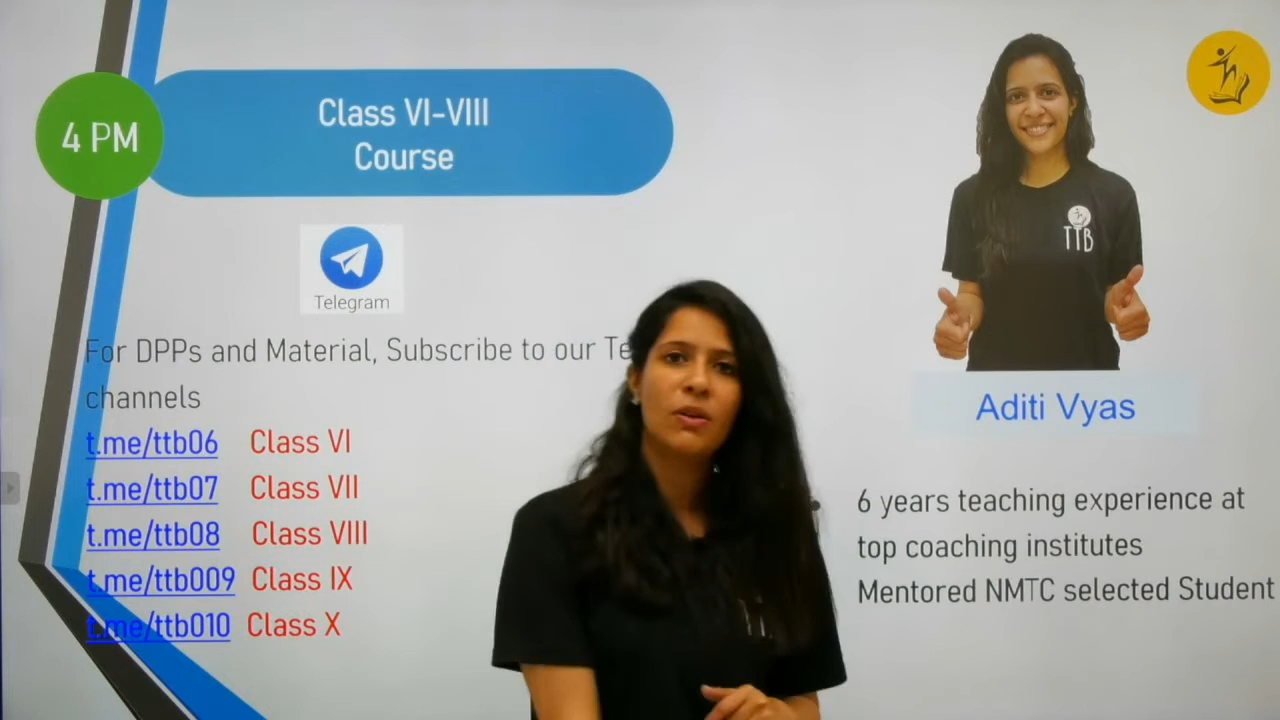 4 PM
Class VI-VIII
Course
Telegram
For DPPs and Material, Subscribe to our
channels
t.me/ttb06 Class VI
t.me/ttb07 Class VII
t.me/ttb08 Class VIII
t.me/ttb009 Class IX
t.me/ttb010 Class X
TTB
Aditi Vyas
6 years teaching experience at
top coaching institutes
Mentored NMTC selected Student